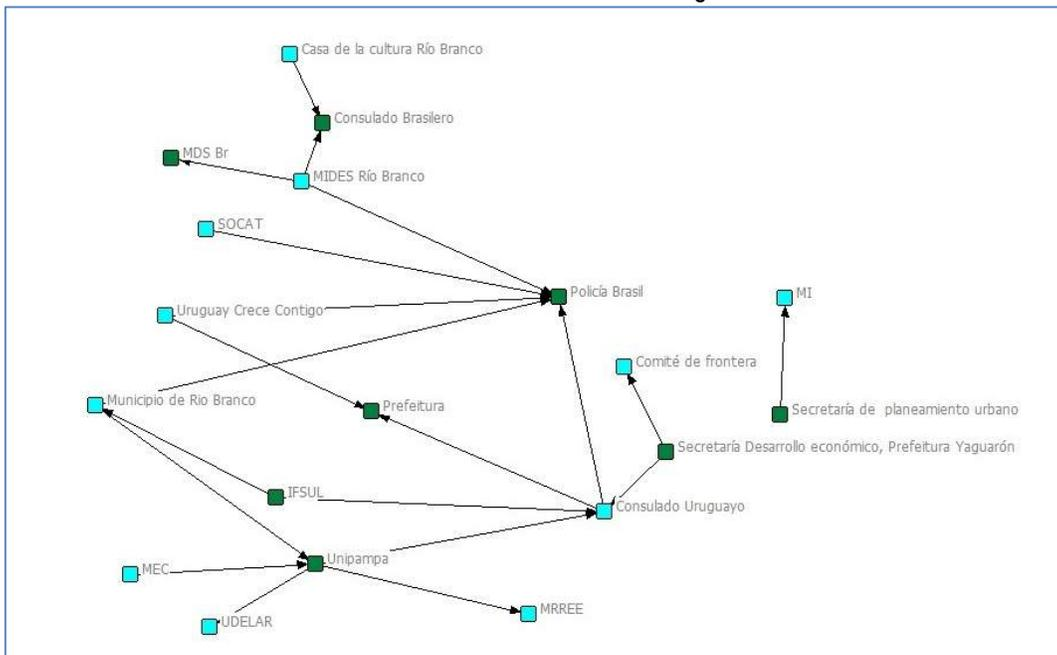 Casa de la cultura Río Branco
Consulado Brasilero
MDS Br
MIDES Río Branco
SOCAT
Policía Brasil
MI
Uruguay Crece Contigo
Comité de frontera
Municipio de Rio Branco
Prefeitura
Secretaría de planeamiento urbano
Secretaría Desarrollo económico, Prefeitura Yaguarón
IFSUL
Consulado Uruguayo
Unipampa
MEC
MRREE
UDELAR